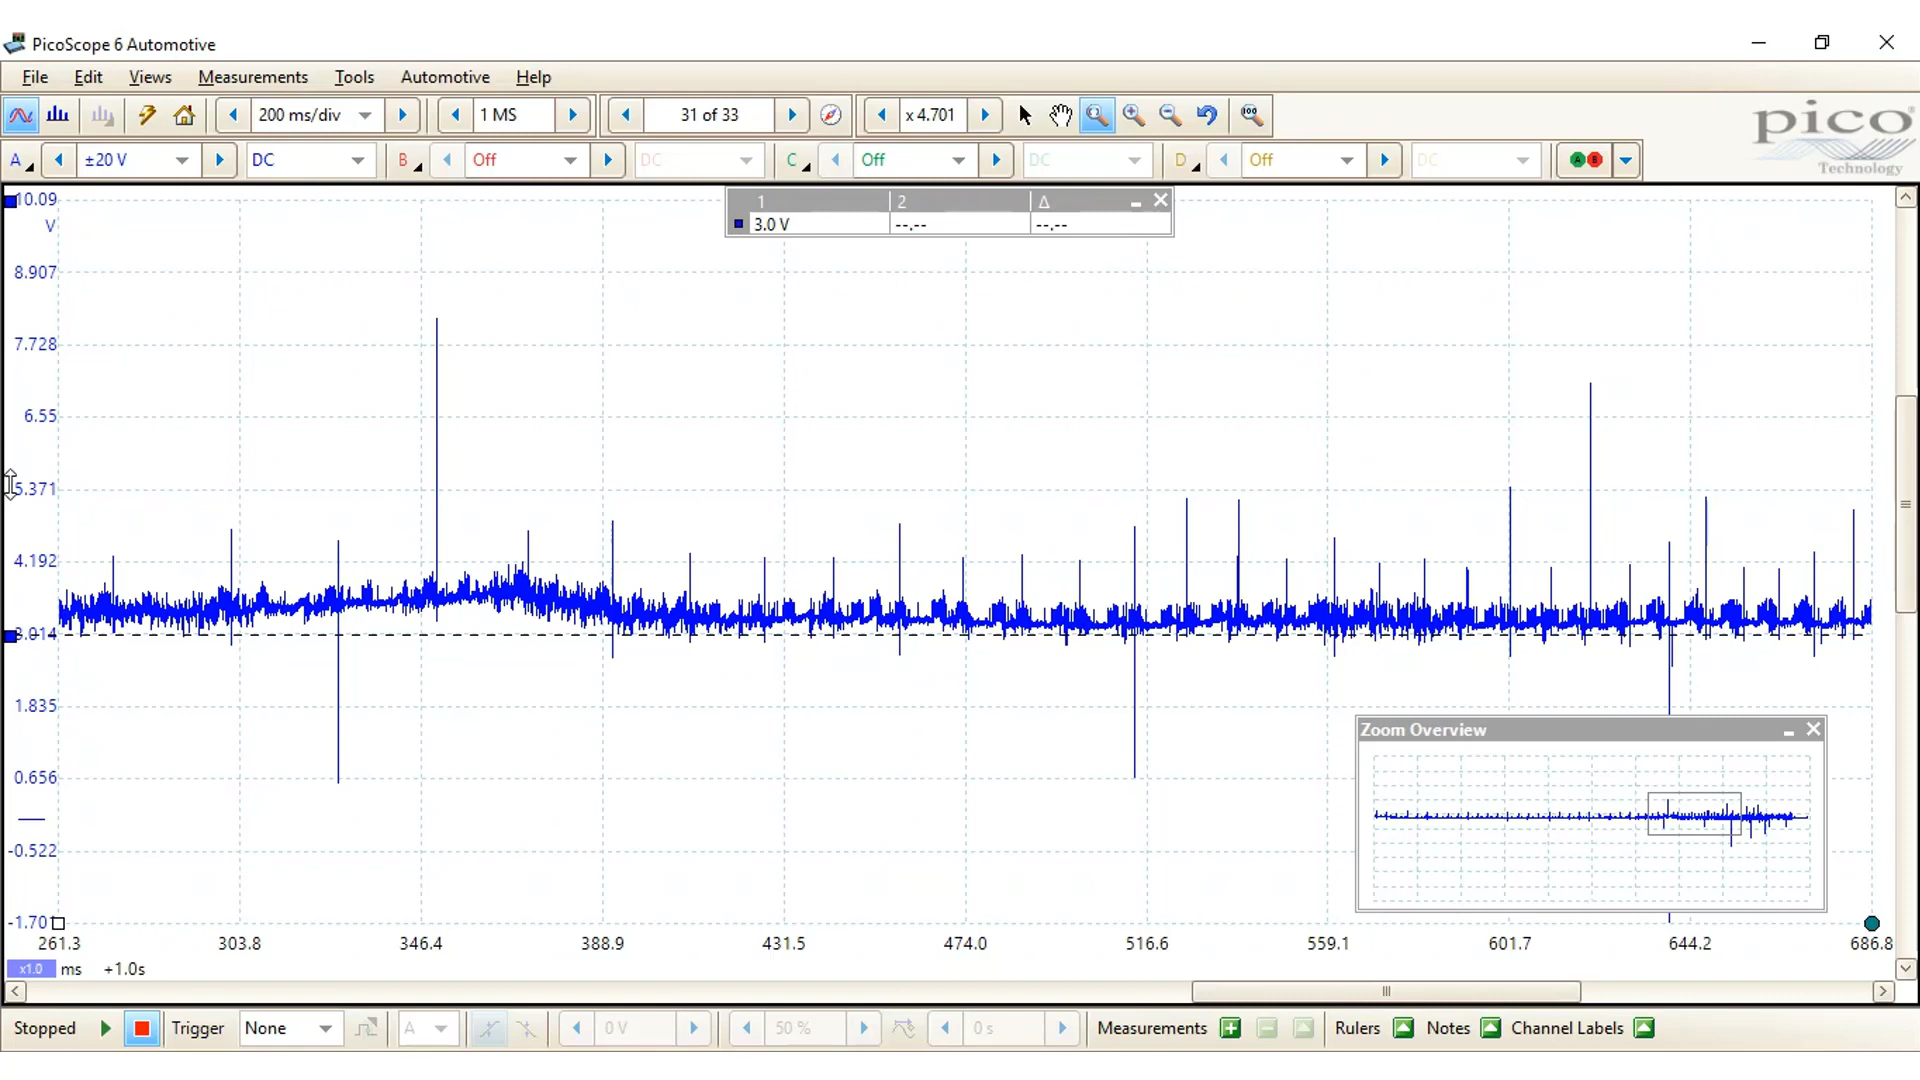 PicoScope 6 Automotive
File Edit Views Measurements Tools Automotive Help
200 ms/div 1 MS 31 of 33 x 4.701 100
pico
Technology
A ±20 V DC B Off DC C Off DC D Off DC A B
10.09
V
8.907
7.728
6.55
5.371
4.192
3.014
1.835
0.656
-0.522
-1.701
1 2 Δ
3.0 V --.-- --.--
Zoom Overview
261.3 303.8 346.4 388.9 431.5 474.0 516.6 559.1 601.7 644.2 686.8
x1.0 ms +1.0s
Stopped Trigger None A 0 V 50 % 0 s Measurements Rulers Notes Channel Labels